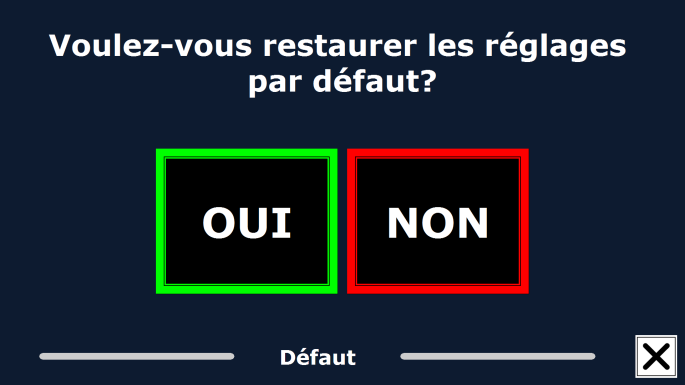 Voulez-vous restaurer les réglages
par défaut?
OUI
NON
Défaut